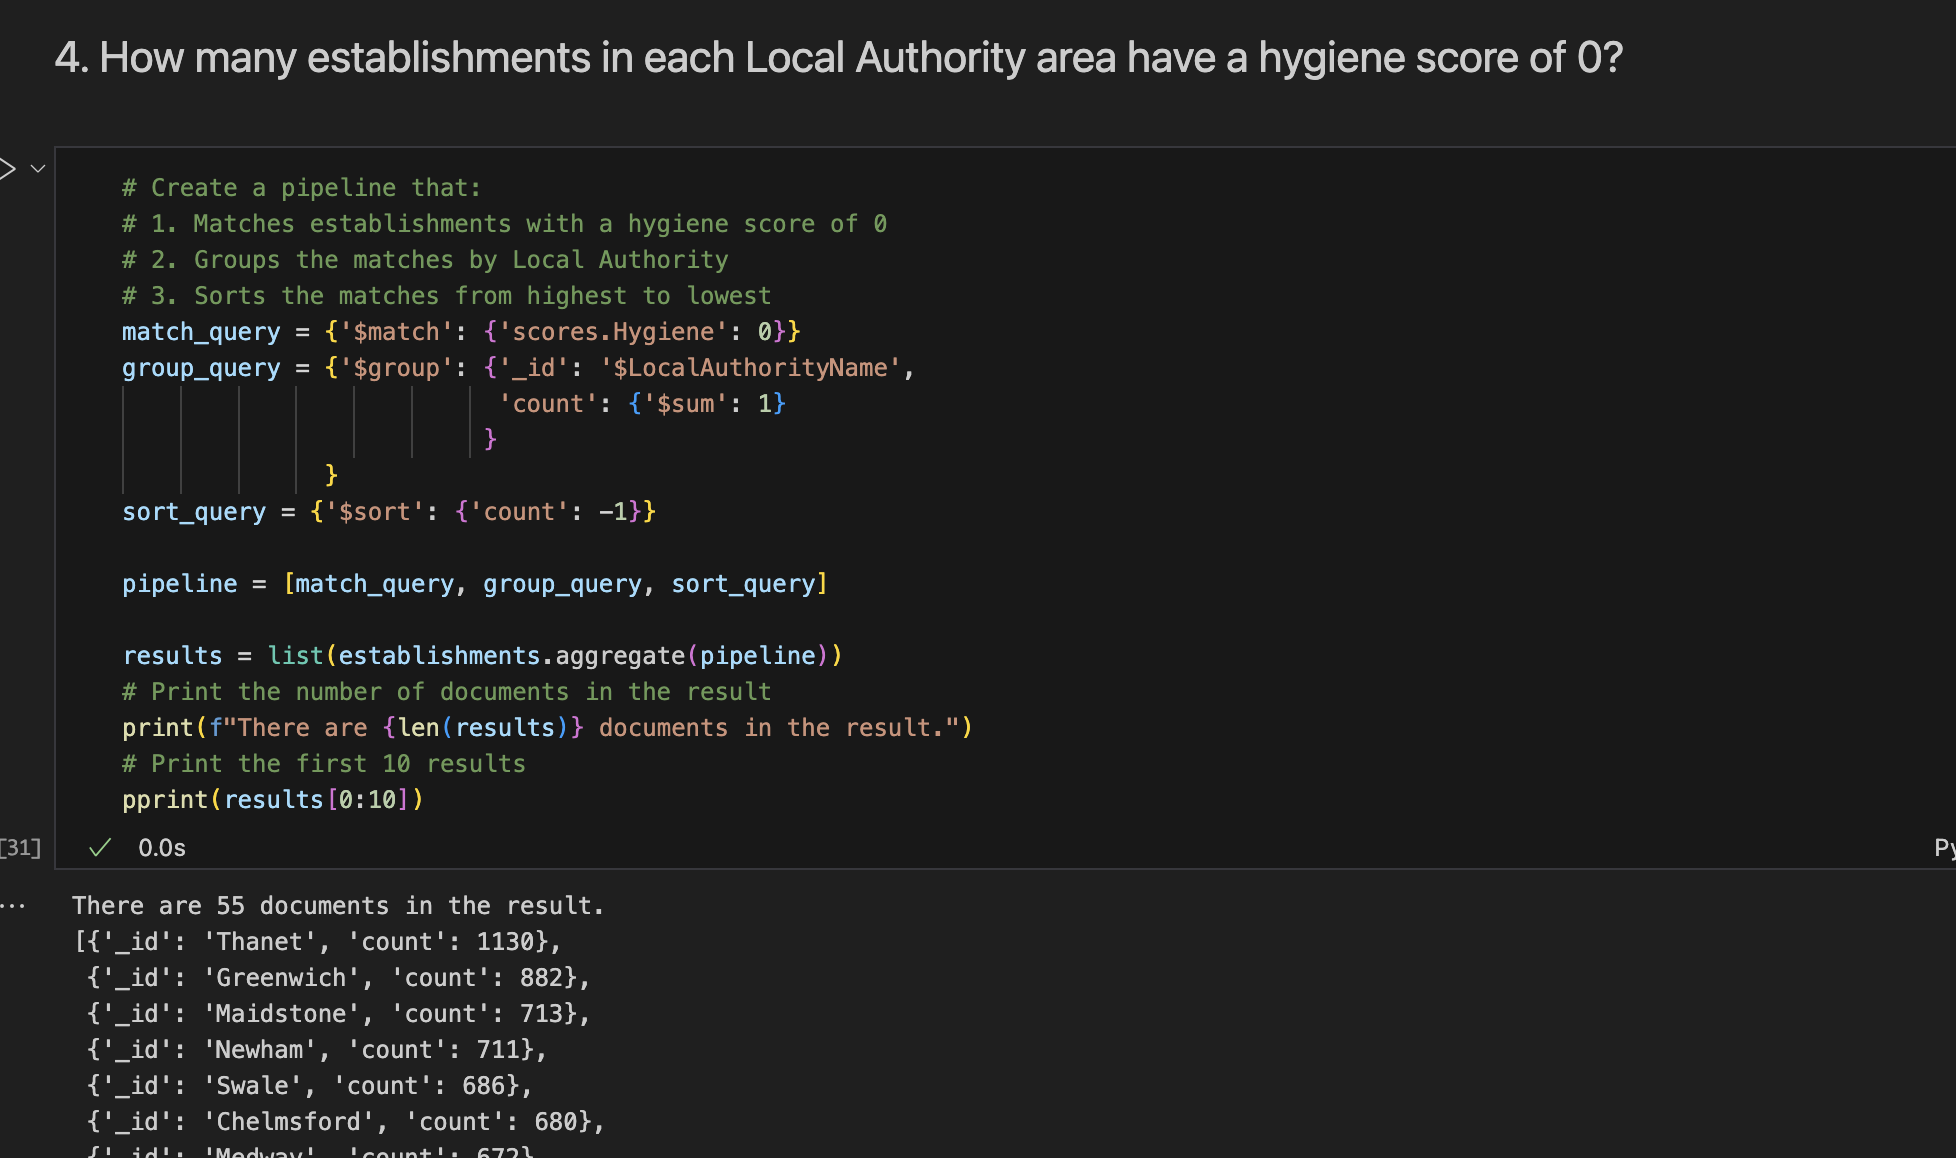 4. How many establishments in each Local Authority area have a hygiene score of 0?
# Create a pipeline that:
# 1. Matches establishments with a hygiene score of 0
# 2. Groups the matches by Local Authority
# 3. Sorts the matches from highest to lowest
match_query = {'$match': {'scores.Hygiene': 0}}
group_query = {'$group': {'_id': '$LocalAuthorityName',
'count': {'$sum': 1}
}
}
sort_query = {'$sort': {'count': -1}}
pipeline = [match_query, group_query, sort_query]
results = list(establishments.aggregate(pipeline))
# Print the number of documents in the result
print(f"There are {len(results)} documents in the result.")
# Print the first 10 results
pprint(results[0:10])
[31]
0.0s
Py
There are 55 documents in the result.
[{'_id': 'Thanet', 'count': 1130},
{'_id': 'Greenwich', 'count': 882},
{'_id': 'Maidstone', 'count': 713},
{'_id': 'Newham', 'count': 711},
{'_id': 'Swale', 'count': 686},
{'_id': 'Chelmsford', 'count': 680},
{'_id': 'Medway', 'count': 672}